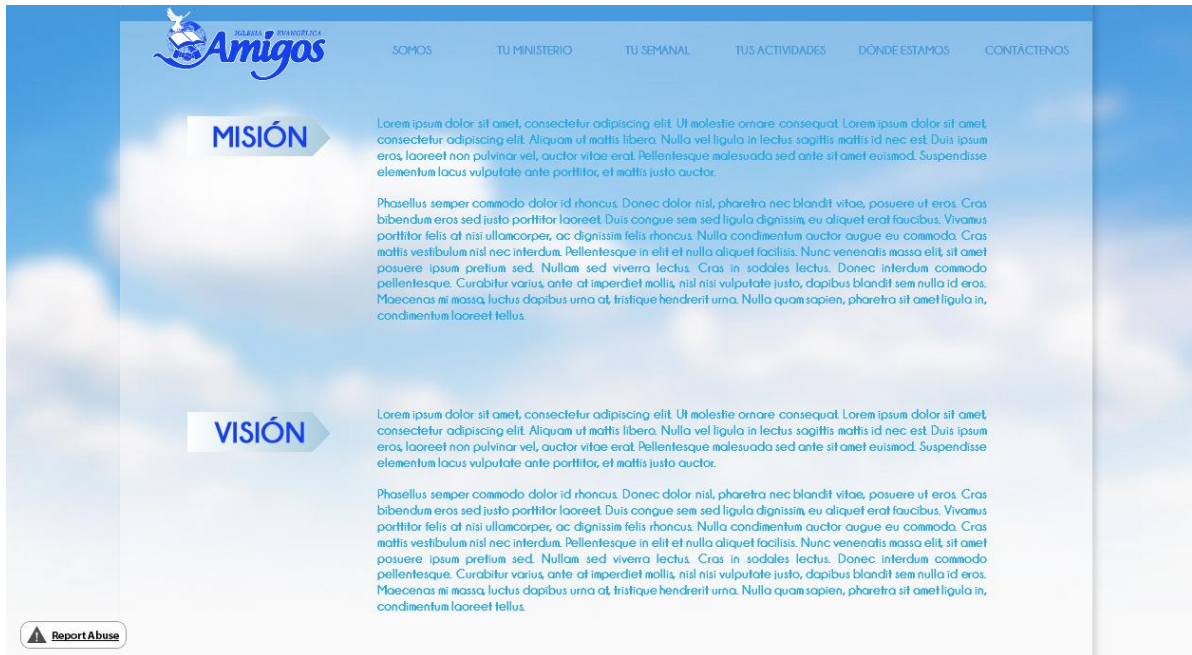 IGLESIA EVANGÉLICA
Amigos
SOMOS TU MINISTERIO TU SEMANAL TUS ACTIVIDADES DÓNDE ESTAMOS CONTÁCTENOS
MISIÓN
Lorem ipsum dolor sit amet, consectetur adipiscing elit. Ut molestie ornare consequat. Lorem ipsum dolor sit amet,
consectetur adipiscing elit. Aliquam ut mattis libero. Nulla vel ligula in lectus sagittis mattis id nec est. Duis ipsum
eros, laoreet non pulvinar vel, auctor vitae erat. Pellentesque malesuada sed ante sit amet euismod. Suspendisse
elementum lacus vulputate ante porttitor, et mattis justo auctor.
Phasellus semper commodo dolor id rhoncus. Donec dolor nisl, pharetra nec blandit vitae, posuere ut eros. Cras
bibendum eros sed justo porttitor laoreet. Duis congue sem sed ligula dignissim, eu aliquet erat faucibus. Vivamus
porttitor felis at nisi ullamcorper, ac dignissim felis rhoncus. Nulla condimentum auctor augue eu commodo. Cras
mattis vestibulum nisl nec interdum. Pellentesque in elit et nulla aliquet facilisis. Nunc venenatis massa elit, sit amet
posuere ipsum pretium sed. Nullam sed viverra lectus. Cras in sodales lectus. Donec interdum commodo
pellentesque. Curabitur varius, ante at imperdiet mollis, nisl nisi vulputate justo, dapibus blandit sem nulla id eros.
Maecenas mi massa, luctus dapibus urna at, tristique hendrerit urna. Nulla quam sapien, pharetra sit amet ligula in,
condimentum laoreet tellus.
VISIÓN
Lorem ipsum dolor sit amet, consectetur adipiscing elit. Ut molestie ornare consequat. Lorem ipsum dolor sit amet,
consectetur adipiscing elit. Aliquam ut mattis libero. Nulla vel ligula in lectus sagittis mattis id nec est. Duis ipsum
eros, laoreet non pulvinar vel, auctor vitae erat. Pellentesque malesuada sed ante sit amet euismod. Suspendisse
elementum lacus vulputate ante porttitor, et mattis justo auctor.
Phasellus semper commodo dolor id rhoncus. Donec dolor nisl, pharetra nec blandit vitae, posuere ut eros. Cras
bibendum eros sed justo porttitor laoreet. Duis congue sem sed ligula dignissim, eu aliquet erat faucibus. Vivamus
porttitor felis at nisi ullamcorper, ac dignissim felis rhoncus. Nulla condimentum auctor augue eu commodo. Cras
mattis vestibulum nisl nec interdum. Pellentesque in elit et nulla aliquet facilisis. Nunc venenatis massa elit, sit amet
posuere ipsum pretium sed. Nullam sed viverra lectus. Cras in sodales lectus. Donec interdum commodo
pellentesque. Curabitur varius, ante at imperdiet mollis, nisl nisi vulputate justo, dapibus blandit sem nulla id eros.
Maecenas mi massa, luctus dapibus urna at, tristique hendrerit urna. Nulla quam sapien, pharetra sit amet ligula in,
condimentum laoreet tellus.
Report Abuse